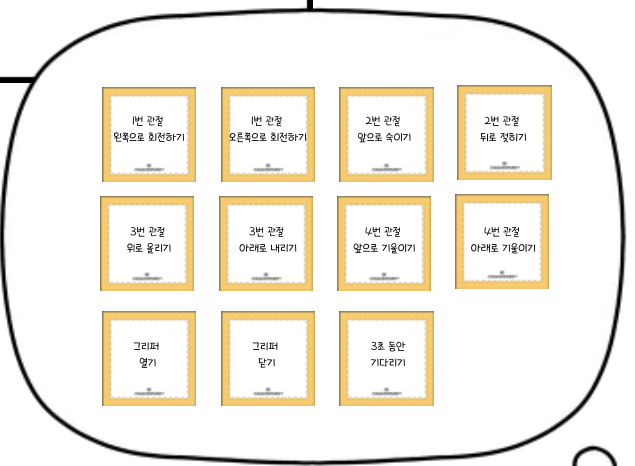 1번 관절
왼쪽으로 회전하기
1번 관절
오른쪽으로 회전하기
2번 관절
앞으로 숙이기
2번 관절
뒤로 젖히기
3번 관절
위로 올리기
3번 관절
아래로 내리기
4번 관절
앞으로 기울이기
4번 관절
아래로 기울이기
그리퍼
열기
그리퍼
닫기
3초 동안
기다리기